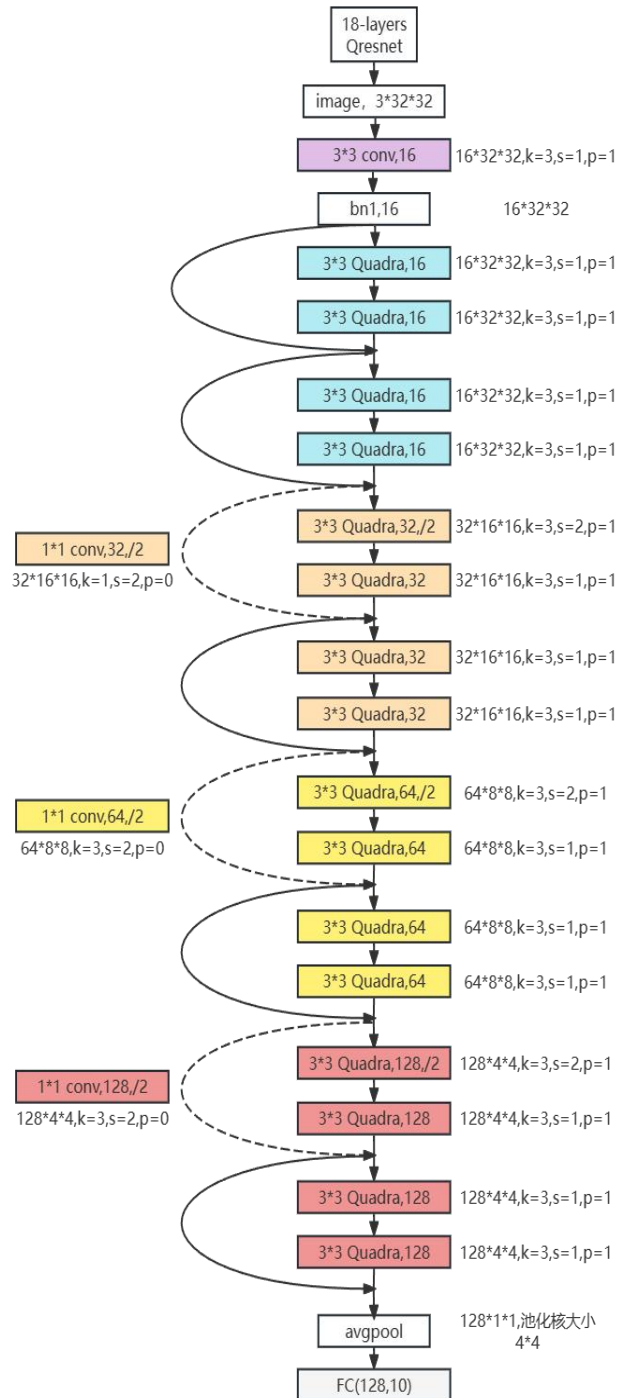 18-layers
Qresnet
image，3*32*32
3*3 conv,16
16*32*32,k=3,s=1,p=1
bn1,16
16*32*32
3*3 Quadra,16
16*32*32,k=3,s=1,p=1
3*3 Quadra,16
16*32*32,k=3,s=1,p=1
3*3 Quadra,16
16*32*32,k=3,s=1,p=1
3*3 Quadra,16
16*32*32,k=3,s=1,p=1
3*3 Quadra,32,/2
32*16*16,k=3,s=2,p=1
1*1 conv,32,/2
32*16*16,k=1,s=2,p=0
3*3 Quadra,32
32*16*16,k=3,s=1,p=1
3*3 Quadra,32
32*16*16,k=3,s=1,p=1
3*3 Quadra,32
32*16*16,k=3,s=1,p=1
3*3 Quadra,64,/2
64*8*8,k=3,s=2,p=1
1*1 conv,64,/2
64*8*8,k=3,s=2,p=0
3*3 Quadra,64
64*8*8,k=3,s=1,p=1
3*3 Quadra,64
64*8*8,k=3,s=1,p=1
3*3 Quadra,64
64*8*8,k=3,s=1,p=1
3*3 Quadra,128,/2
128*4*4,k=3,s=2,p=1
1*1 conv,128,/2
128*4*4,k=3,s=2,p=0
3*3 Quadra,128
128*4*4,k=3,s=1,p=1
3*3 Quadra,128
128*4*4,k=3,s=1,p=1
3*3 Quadra,128
128*4*4,k=3,s=1,p=1
avgpool
128*1*1,池化核大小
4*4
FC(128,10)